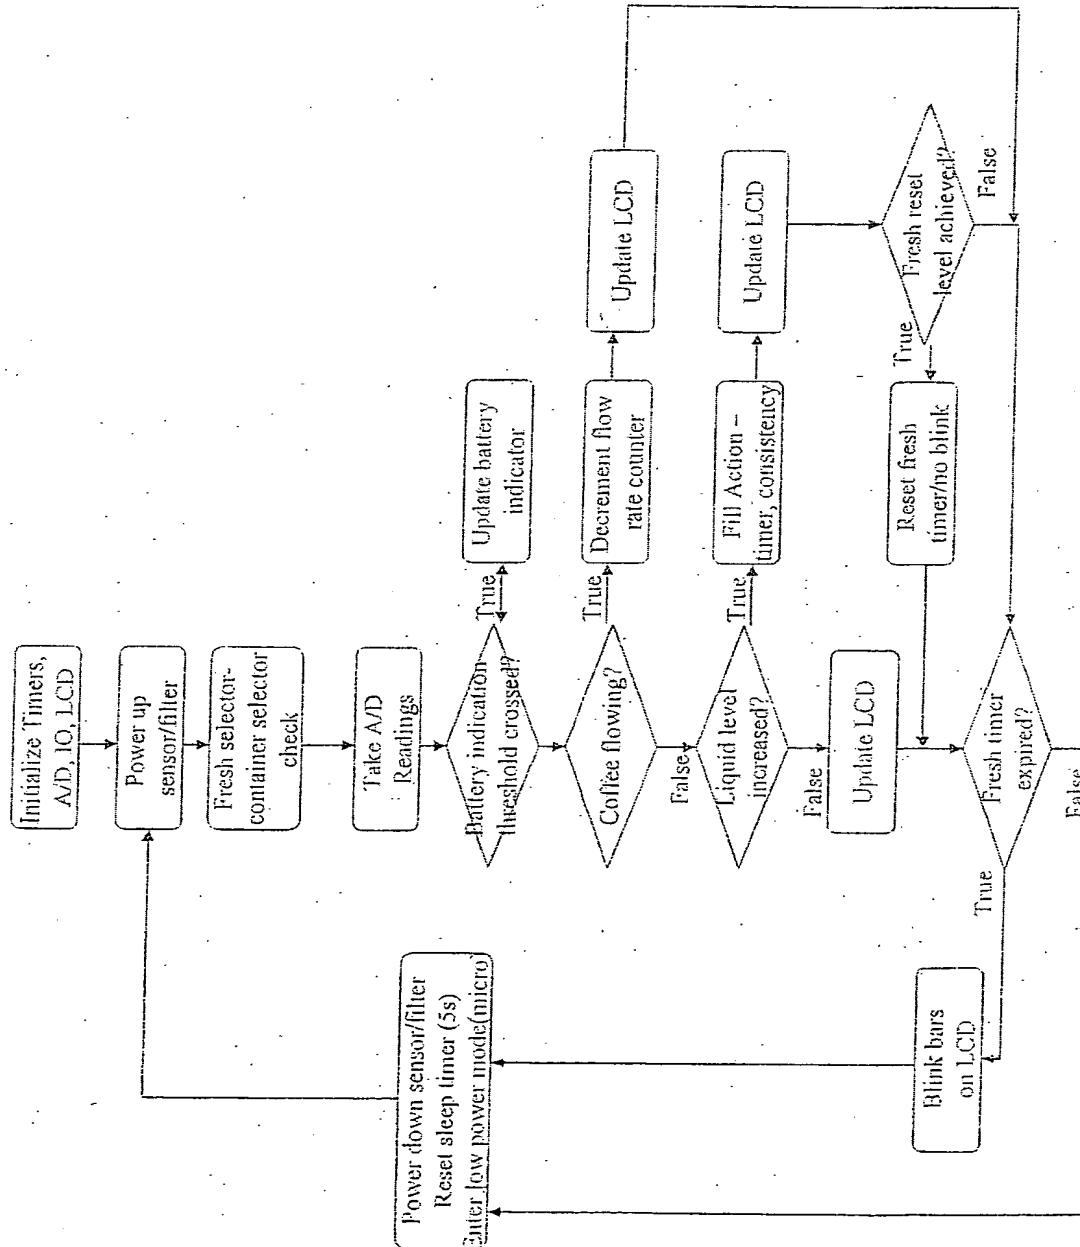 Initialize Timers,
A/D, IO, LCD
Power up
sensor/filter
Fresh selector-
container selector
check
Take A/D
Readings
Battery indication
threshold crossed?
True
Update battery
indicator
Coffee flowing?
True
Decrement flow
rate counter
Update LCD
False
Liquid level
increased?
True
Fill Action –
timer, consistency
Update LCD
False
Update LCD
Fresh reset
level achieved?
True
False
Reset fresh
timer/no blink
Fresh timer
expired?
True
False
Blink bars
on LCD
Power down sensor/filter
Reset sleep timer (5s)
Enter low power mode(micro)